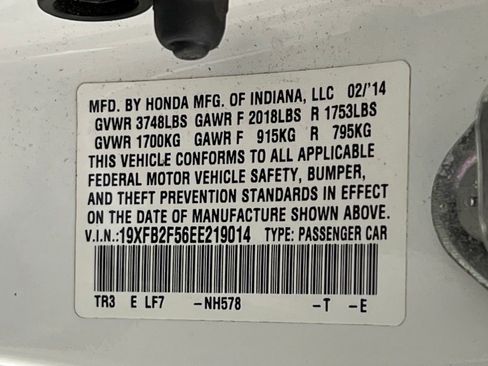 MFD. BY HONDA MFG. OF INDIANA, LLC 02/'14
GVWR 3748LBS GAWR F 2018LBS R 1753LBS
GVWR 1700KG GAWR F 915KG R 795KG
THIS VEHICLE CONFORMS TO ALL APPLICABLE
FEDERAL MOTOR VEHICLE SAFETY, BUMPER,
AND THEFT PREVENTION STANDARDS IN EFFECT
ON THE DATE OF MANUFACTURE SHOWN ABOVE.
V.I.N.:19XFB2F56EE219014 TYPE: PASSENGER CAR
TR3 E LF7 -NH578 -T -E